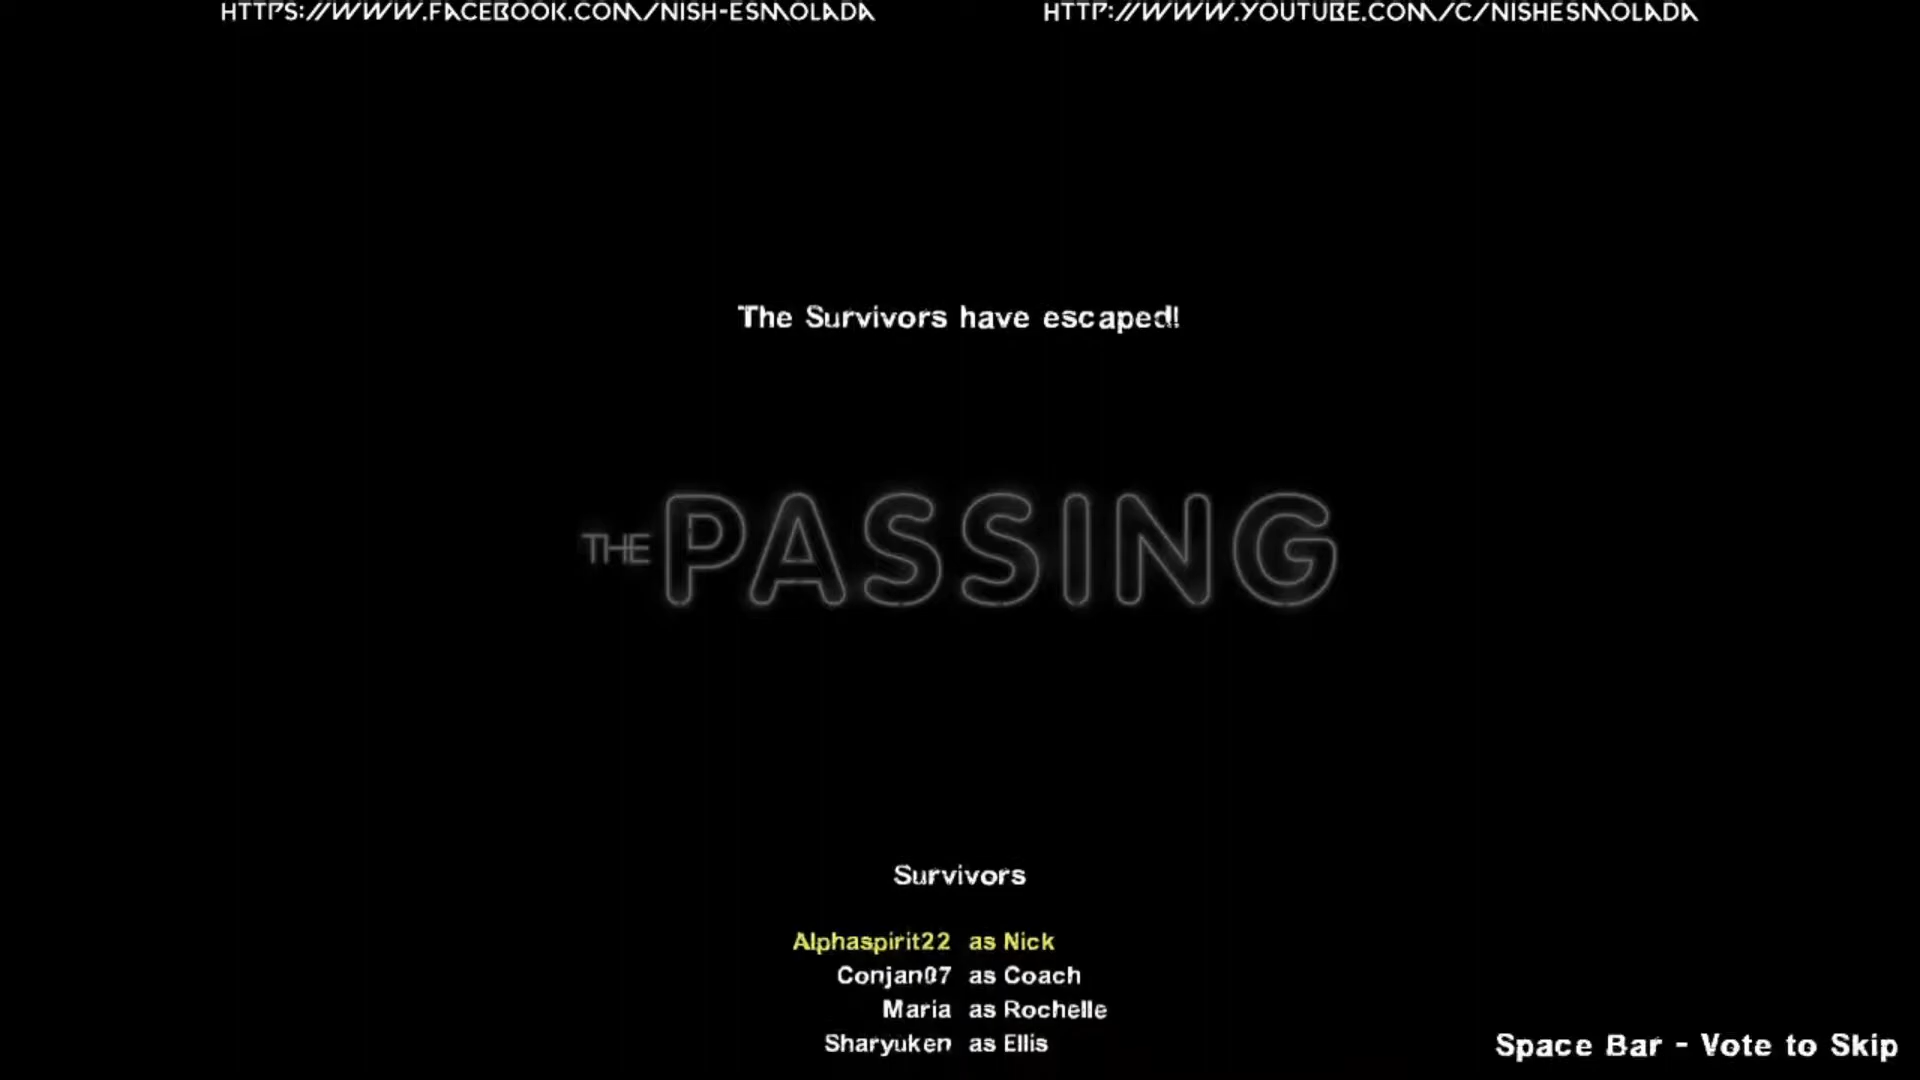 HTTPS://WWW.FACEBOOK.COM/NISH-ESMOLADA HTTP://WWW.YOUTUBE.COM/C/NISHESMOLADA
The Survivors have escaped!
THE PASSING
Survivors
Alphaspirit22 as Nick
Conjan07 as Coach
Maria as Rochelle
Sharyuken as Ellis
Space Bar - Vote to Skip